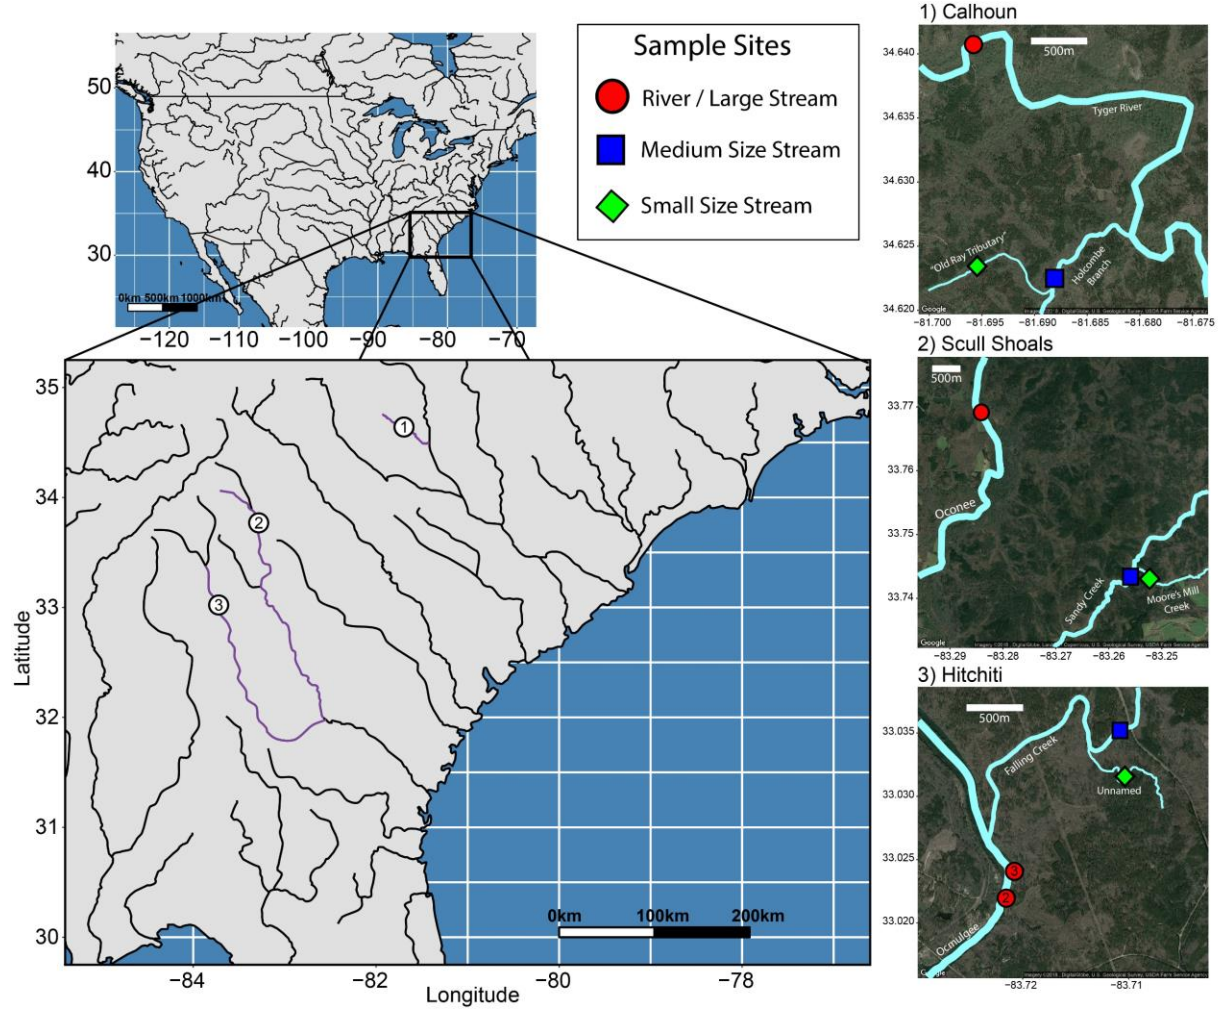 50
40
30
0km 500km 1000km
−120 −110 −100 −90 −80 −70
Sample Sites
River / Large Stream
Medium Size Stream
Small Size Stream
35
34
33
32
31
30
Latitude
1
2
3
0km 100km 200km
−84 −82 −80 −78
Longitude
1) Calhoun
500m
34.640
34.635
34.630
34.625
34.620
Tyger River
"Old Ray Tributary"
Holcombe
Branch
Google
−81.700 −81.695 −81.690 −81.685 −81.680 −81.675
2) Scull Shoals
500m
33.77
33.76
33.75
33.74
Oconee
Sandy Creek
Moore's Mill
Creek
Google
−83.29 −83.28 −83.27 −83.26 −83.25
3) Hitchiti
500m
33.035
33.030
33.025
33.020
Falling Creek
Unnamed
3
2
Ocmulgee
Google
−83.72 −83.71